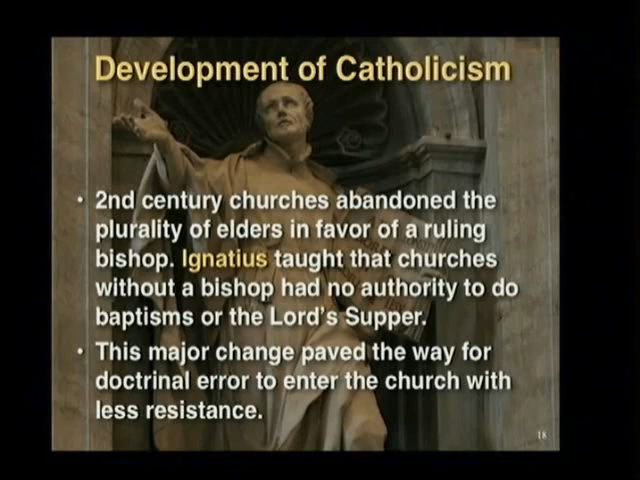 Development of Catholicism
• 2nd century churches abandoned the
plurality of elders in favor of a ruling
bishop. Ignatius taught that churches
without a bishop had no authority to do
baptisms or the Lord's Supper.
• This major change paved the way for
doctrinal error to enter the church with
less resistance.
18